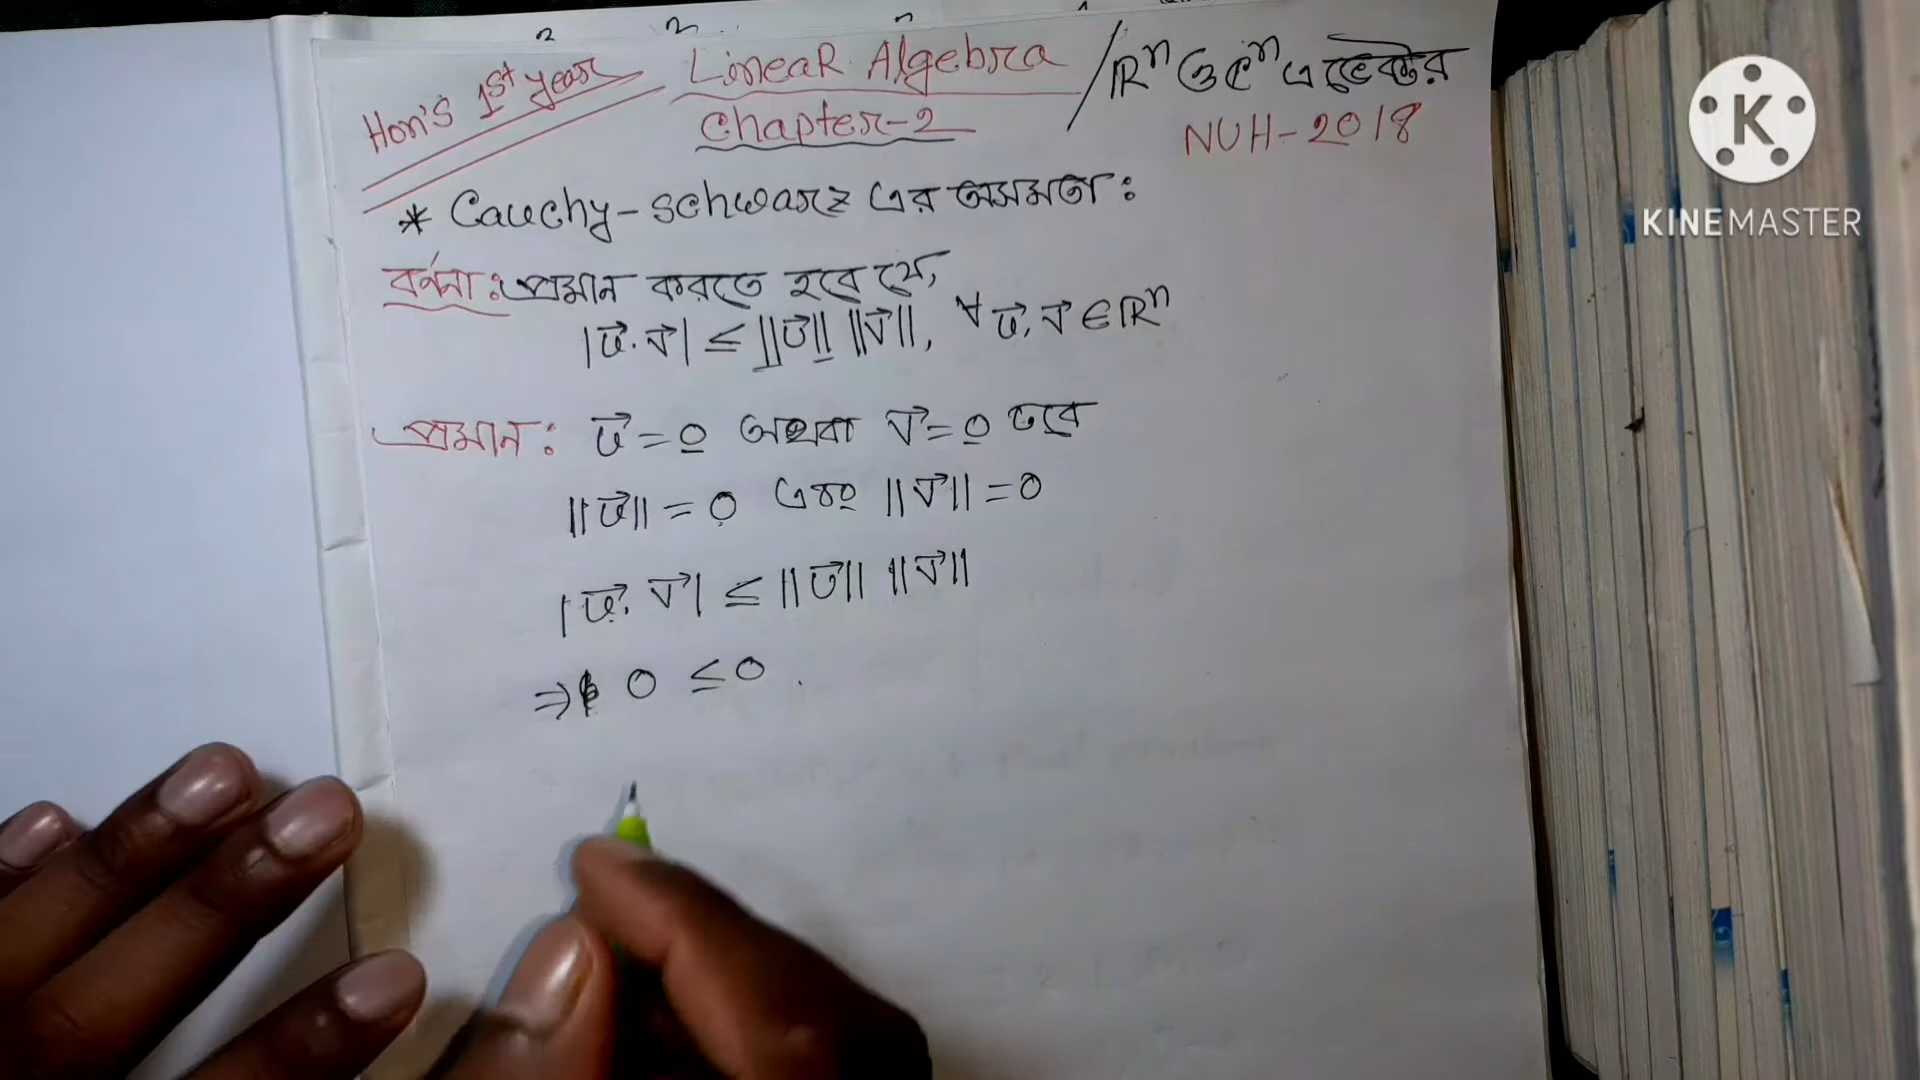 Hon's 1st year Linear Algebra / ℝⁿ ও ℂⁿ এ ভেক্টর
Chapter-2
NUH-2018
* Cauchy-schwarz এর অসমতা:
বর্ণনা: প্রমান করতে হবে যে,
|u⃗. v⃗| ≤ ||u⃗|| ||v⃗||, ∀ u⃗, v⃗ ∈ ℝⁿ
প্রমান: u⃗ = 0 অথবা v⃗ = 0 তবে
||u⃗|| = 0 এবং ||v⃗|| = 0
|u⃗. v⃗| ≤ ||u⃗|| ||v⃗||
⇒ 0 ≤ 0
K
KINEMASTER